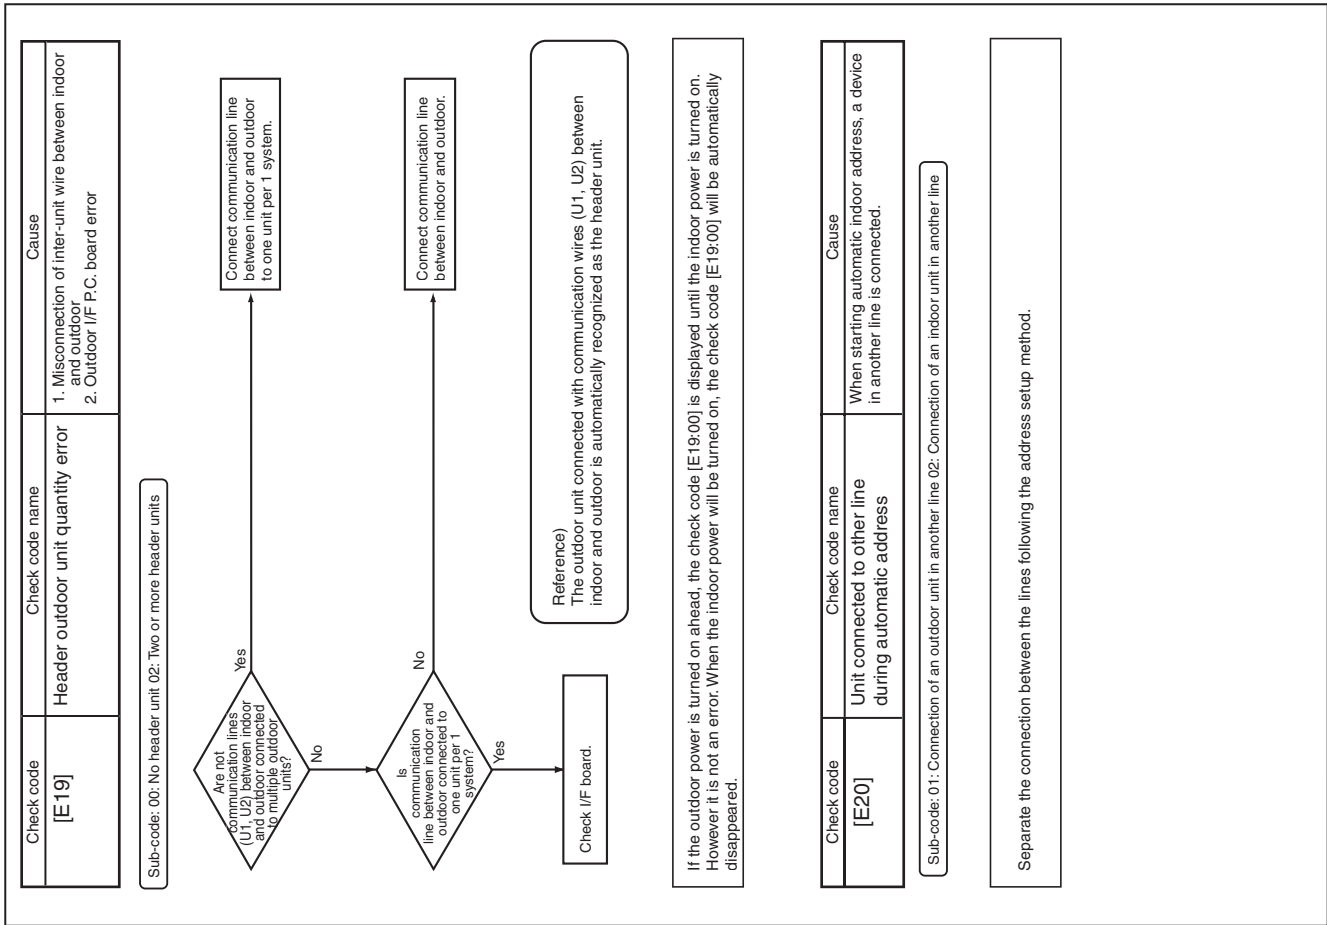 Check code
Check code name
Cause
[E19]
Header outdoor unit quantity error
1. Misconnection of inter-unit wire between indoor
and outdoor
2. Outdoor I/F P.C. board error
Sub-code: 00: No header unit 02: Two or more header units
Are not
communication lines
(U1, U2) between indoor
and outdoor connected
to multiple outdoor
units?
Yes
Connect communication line
between indoor and outdoor
to one unit per 1 system.
No
Is
communication
line between indoor and
outdoor connected to
one unit per 1
system?
No
Connect communication line
between indoor and outdoor.
Yes
Check I/F board.
Reference)
The outdoor unit connected with communication wires (U1, U2) between
indoor and outdoor is automatically recognized as the header unit.
If the outdoor power is turned on ahead, the check code [E19:00] is displayed until the indoor power is turned on.
However it is not an error. When the indoor power will be turned on, the check code [E19:00] will be automatically
disappeared.
Check code
Check code name
Cause
[E20]
Unit connected to other line
during automatic address
When starting automatic indoor address, a device
in another line is connected.
Sub-code: 01: Connection of an outdoor unit in another line 02: Connection of an indoor unit in another line
Separate the connection between the lines following the address setup method.